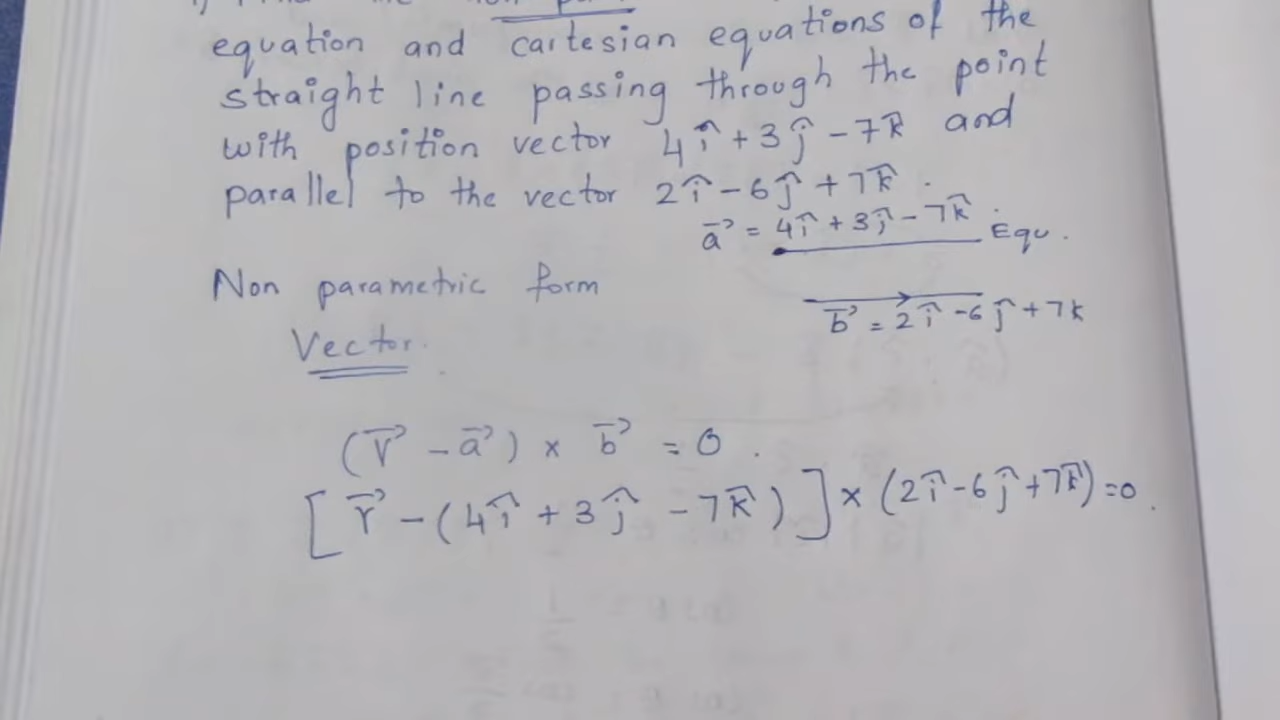 equation and cartesian equations of the
straight line passing through the point
with position vector 4î + 3ĵ - 7k̂ and
parallel to the vector 2î - 6ĵ + 7k̂ .
a⃗ = 4î + 3ĵ - 7k̂ Equ.
Non parametric form
b⃗ = 2î - 6ĵ + 7k
Vector.
(r⃗ - a⃗) × b⃗ = 0 .
[ r⃗ - (4î + 3ĵ - 7k̂) ] × (2î - 6ĵ + 7k̂) = 0 .